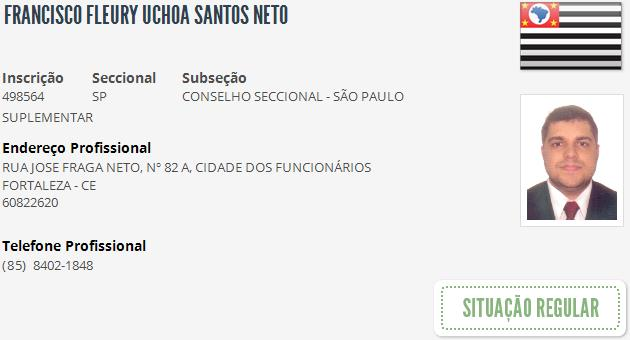 FRANCISCO FLEURY UCHOA SANTOS NETO
Inscrição Seccional Subseção
498564 SP CONSELHO SECCIONAL - SÃO PAULO
SUPLEMENTAR
Endereço Profissional
RUA JOSE FRAGA NETO, Nº 82 A, CIDADE DOS FUNCIONÁRIOS
FORTALEZA - CE
60822620
Telefone Profissional
(85) 8402-1848
SITUAÇÃO REGULAR